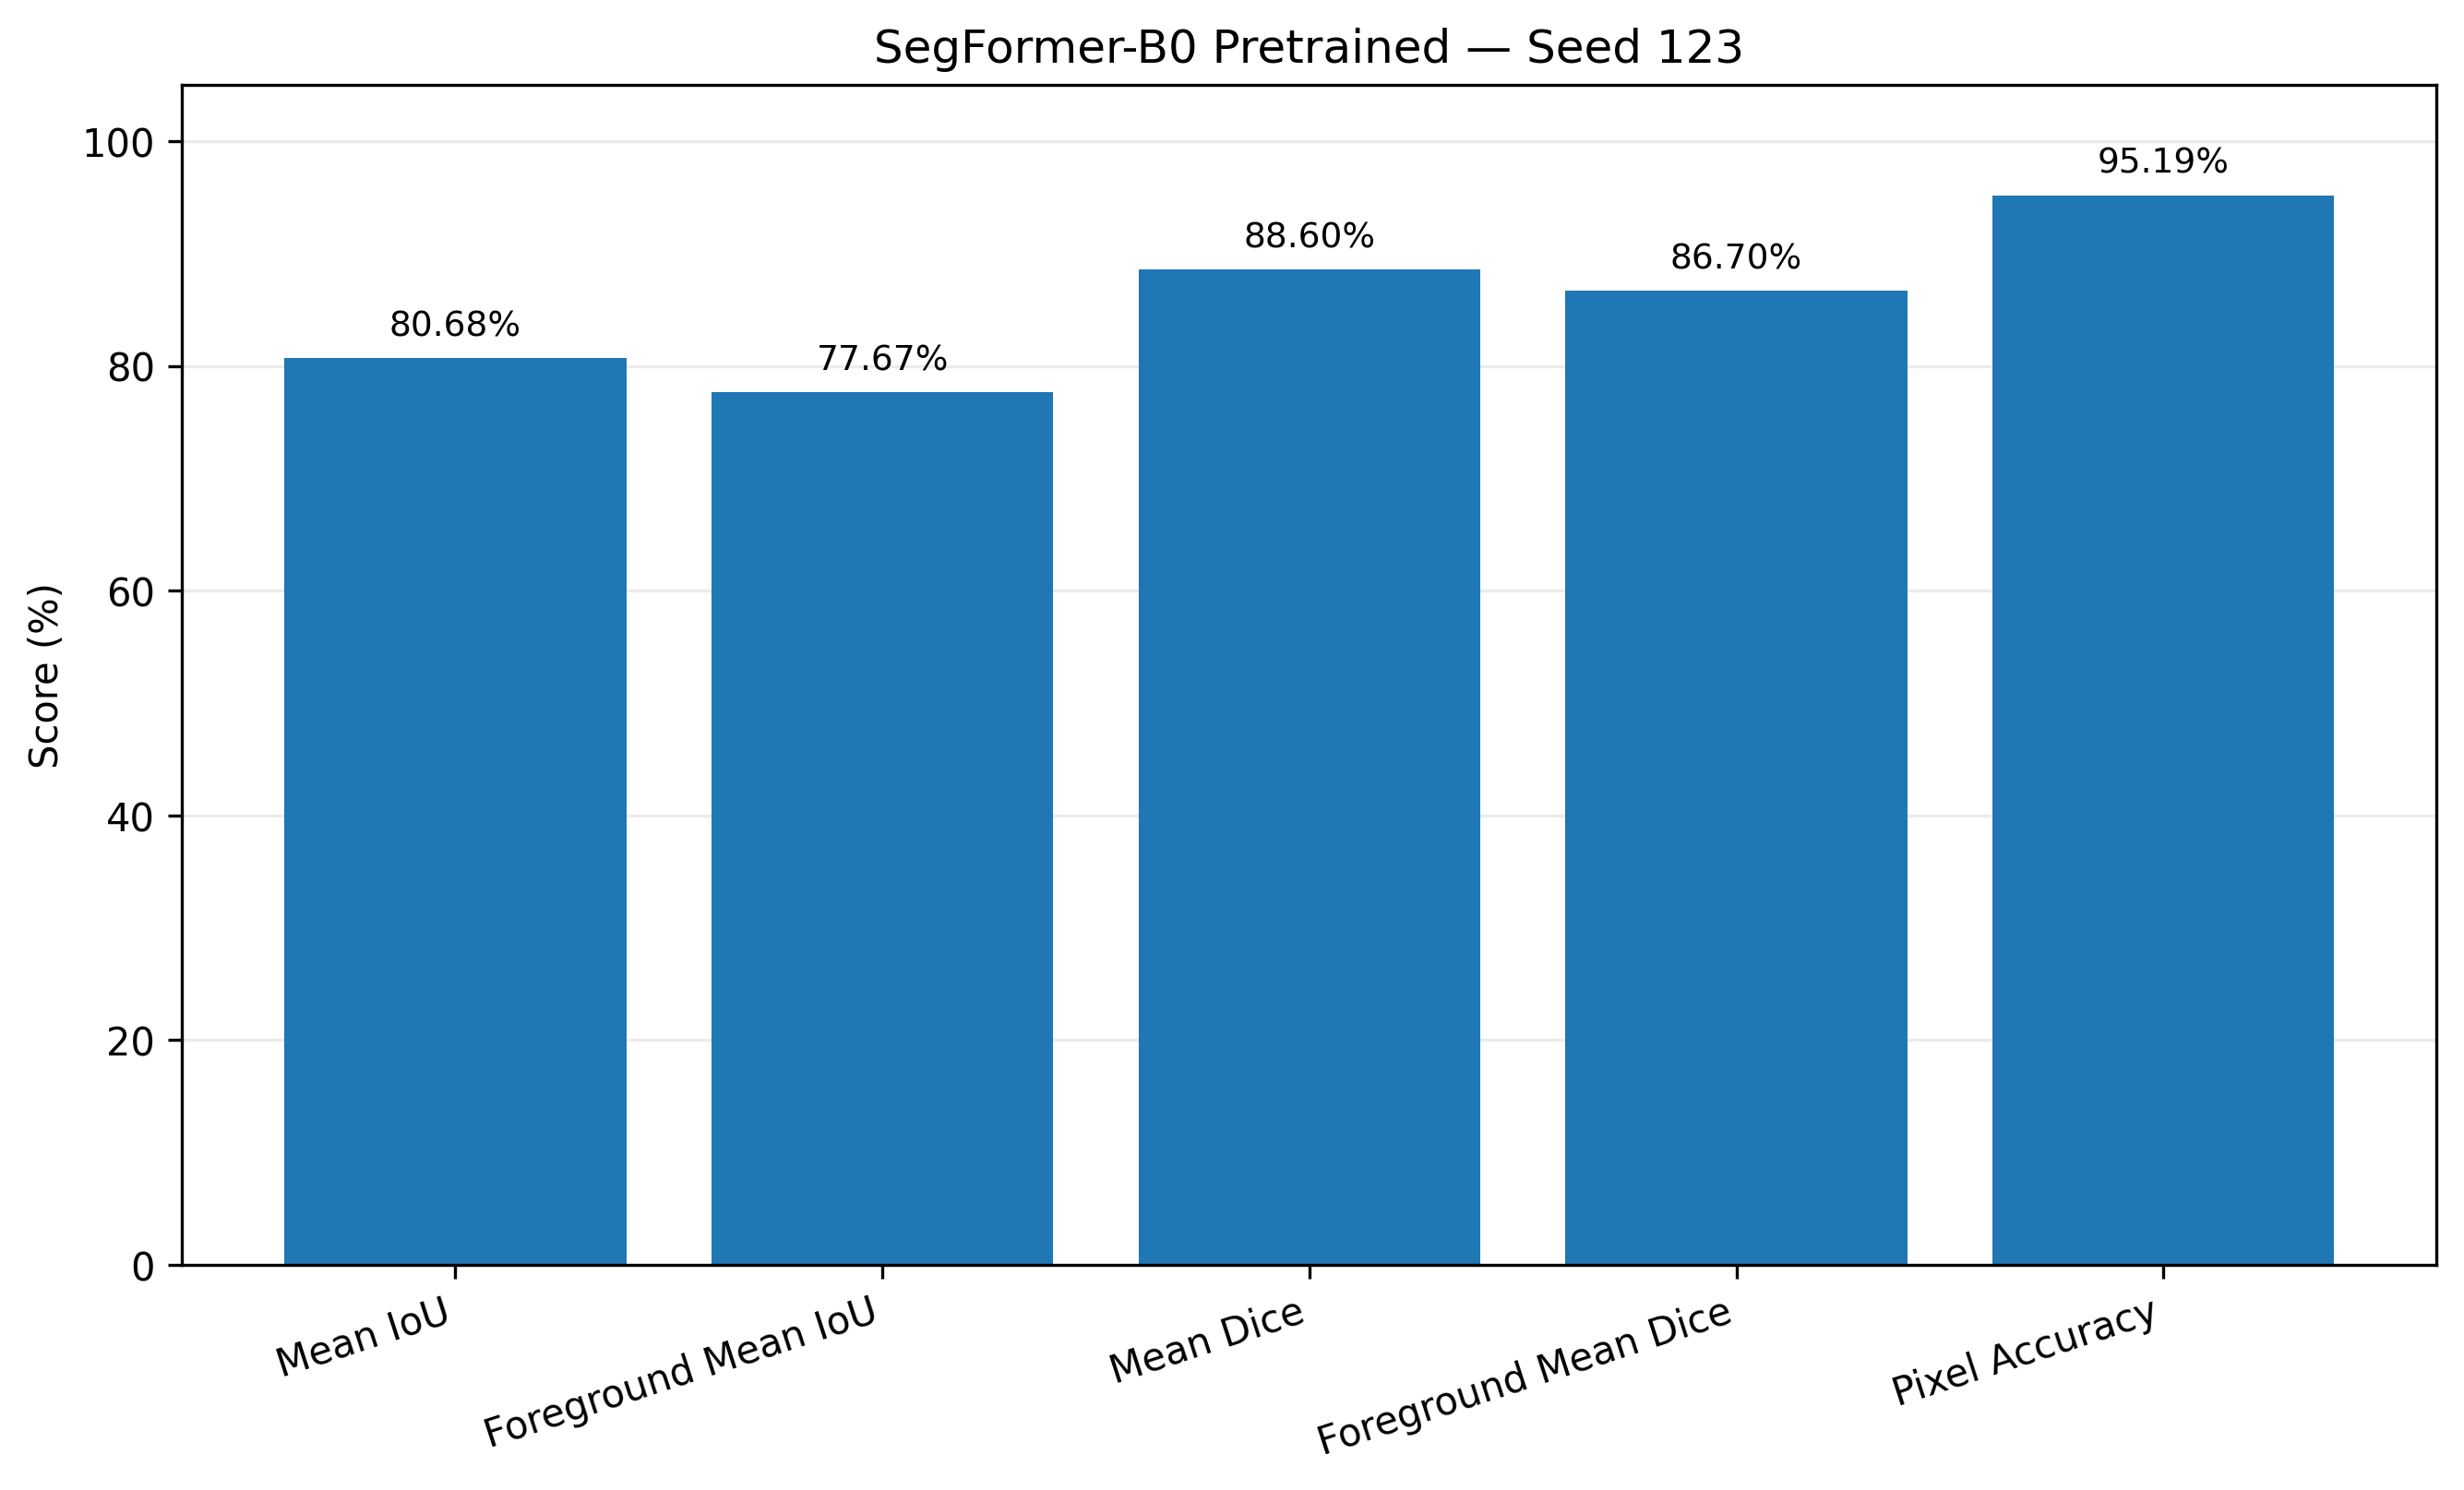 SegFormer-B0 Pretrained — Seed 123
Score (%)
100
80
60
40
20
0
80.68%
77.67%
88.60%
86.70%
95.19%
Mean IoU
Foreground Mean IoU
Mean Dice
Foreground Mean Dice
Pixel Accuracy